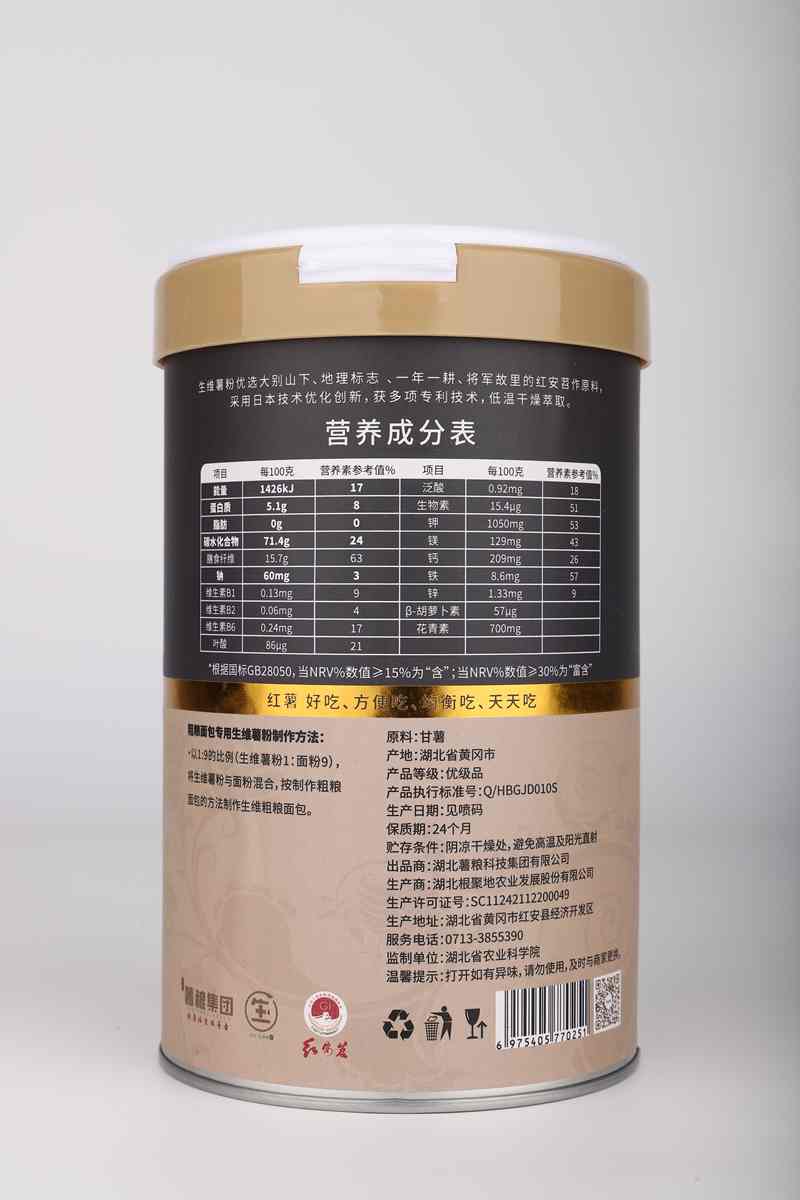 生维薯粉优选大别山下、地理标志、一年一耕、将军故里的红安苕作原料,
采用日本技术优化创新,获多项专利技术,低温干燥萃取。
营养成分表
项目 每100克 营养素参考值% 项目 每100克 营养素参考值%
能量 1426kJ 17 泛酸 0.92mg 18
蛋白质 5.1g 8 生物素 15.4μg 51
脂肪 0g 0 钾 1050mg 53
碳水化合物 71.4g 24 镁 129mg 43
膳食纤维 15.7g 63 钙 209mg 26
钠 60mg 3 铁 8.6mg 57
维生素B1 0.13mg 9 锌 1.33mg 9
维生素B2 0.06mg 4 β-胡萝卜素 57μg
维生素B6 0.24mg 17 花青素 700mg
叶酸 86μg 21
*根据国标GB28050,当NRV%数值≥15%为“含”;当NRV%数值≥30%为“富含”
红薯 好吃、方便吃、均衡吃、天天吃
粗粮面包专用生维薯粉制作方法:
·以1:9的比例(生维薯粉1:面粉9),
将生维薯粉与面粉混合,按制作粗粮
面包的方法制作生维粗粮面包。
原料:甘薯
产地:湖北省黄冈市
产品等级:优级品
产品执行标准号:Q/HBGJD010S
生产日期:见喷码
保质期:24个月
贮存条件:阴凉干燥处,避免高温及阳光直射
出品商:湖北薯粮科技集团有限公司
生产商:湖北根聚地农业发展股份有限公司
生产许可证号:SC11242112200049
生产地址:湖北省黄冈市红安县经济开发区
服务电话:0713-3855390
监制单位:湖北省农业科学院
温馨提示:打开如有异味,请勿使用,及时与商家更换。
薯粮集团
生
GI
红安苕
6 975405 770251